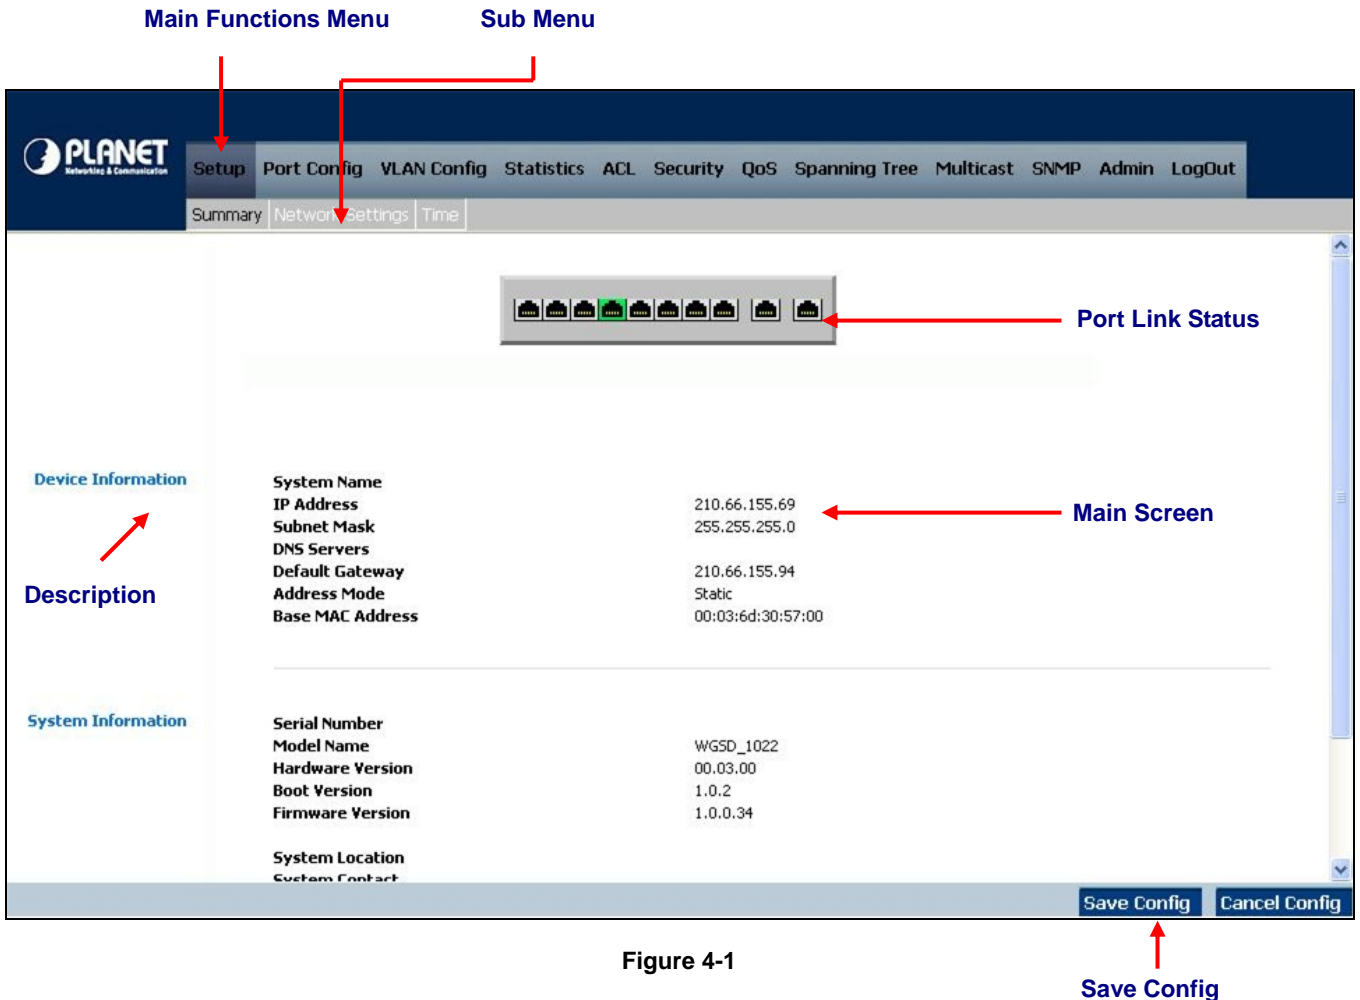 Main Functions Menu Sub Menu
PLANET
Networking & Communication
Setup Port Config VLAN Config Statistics ACL Security QoS Spanning Tree Multicast SNMP Admin LogOut
Summary Network Settings Time
Port Link Status
Device Information
System Name
IP Address 210.66.155.69
Main Screen
Subnet Mask 255.255.255.0
DNS Servers
Default Gateway 210.66.155.94
Description
Address Mode Static
Base MAC Address 00:03:6d:30:57:00
System Information
Serial Number
Model Name WGSD_1022
Hardware Version 00.03.00
Boot Version 1.0.2
Firmware Version 1.0.0.34
System Location
System Contact
Save Config Cancel Config
Figure 4-1
Save Config